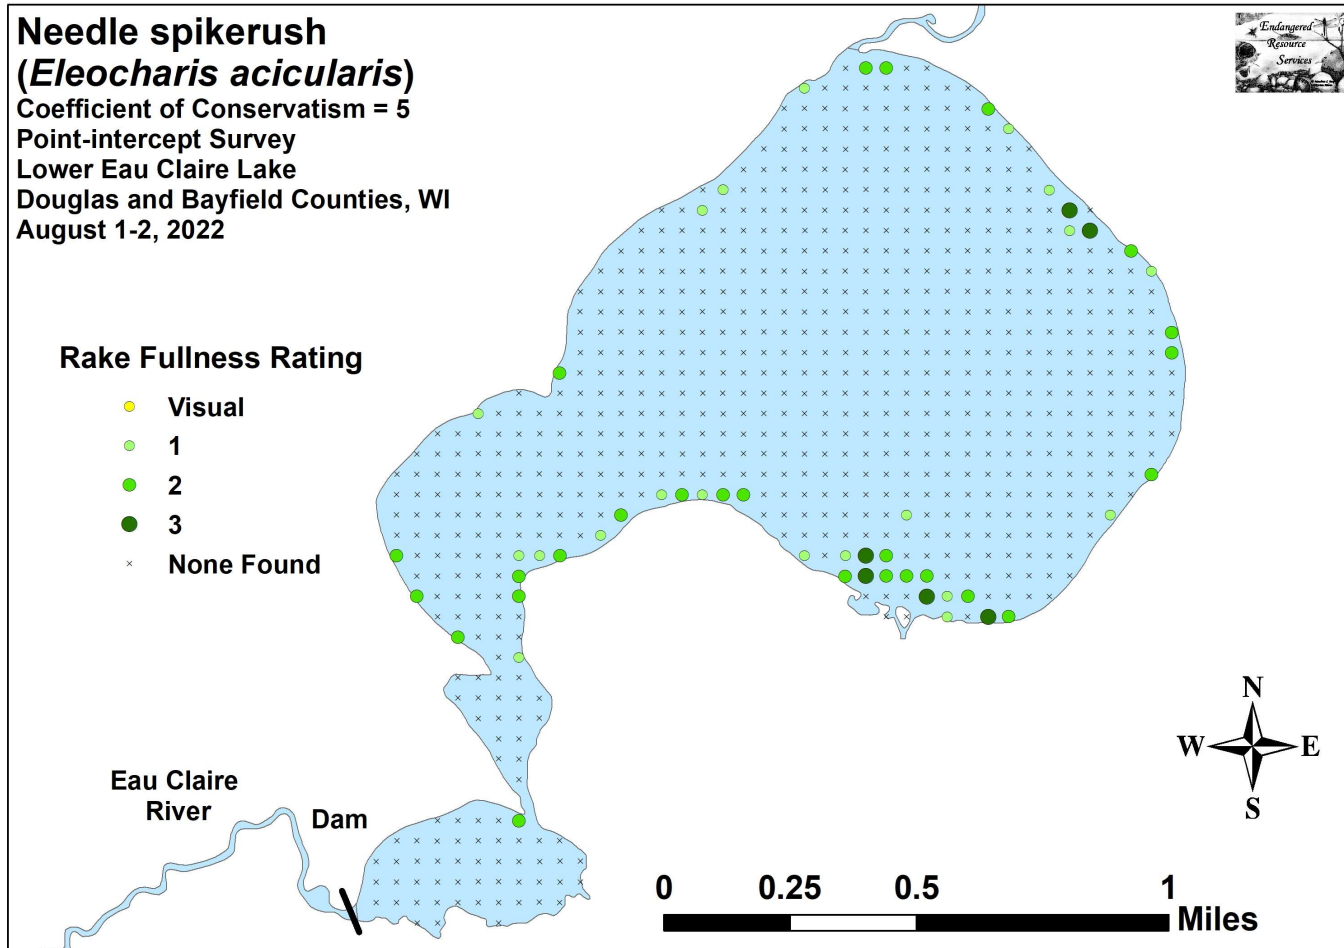 Needle spikerush
(Eleocharis acicularis)
Coefficient of Conservatism = 5
Point-intercept Survey
Lower Eau Claire Lake
Douglas and Bayfield Counties, WI
August 1-2, 2022
Endangered
Resource
Services
Rake Fullness Rating
Visual
1
2
3
None Found
N
W
E
S
Eau Claire
River
Dam
0
0.25
0.5
1
Miles